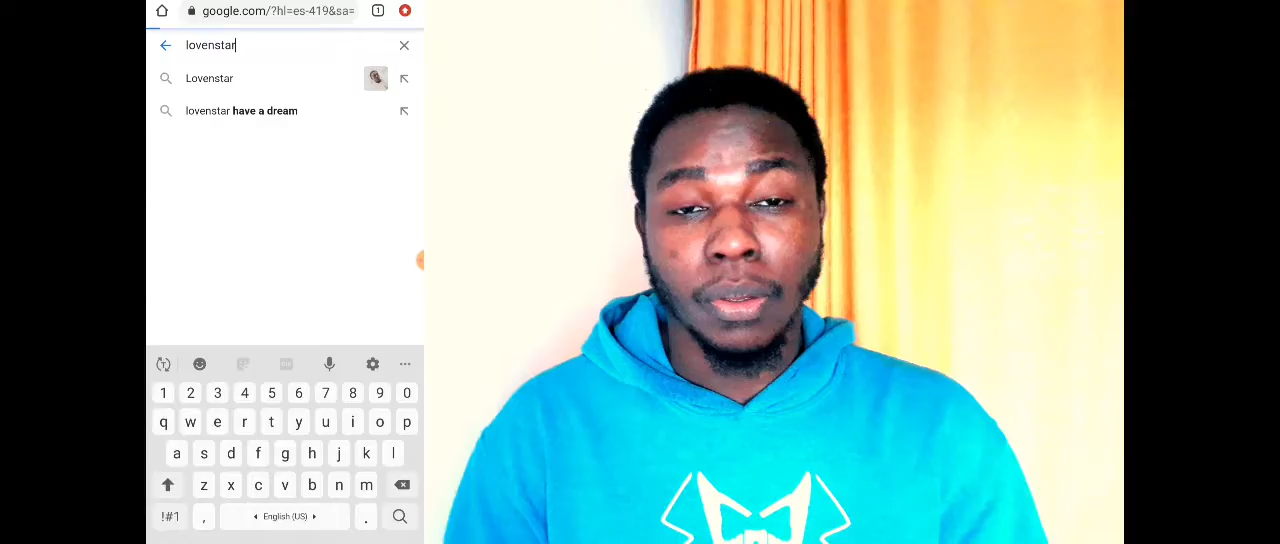 google.com/?hl=es-419&sa=
1
lovenstar
Lovenstar
lovenstar have a dream
1 2 3 4 5 6 7 8 9 0
q w e r t y u i o p
a s d f g h j k l
z x c v b n m
!#1 , English (US) .